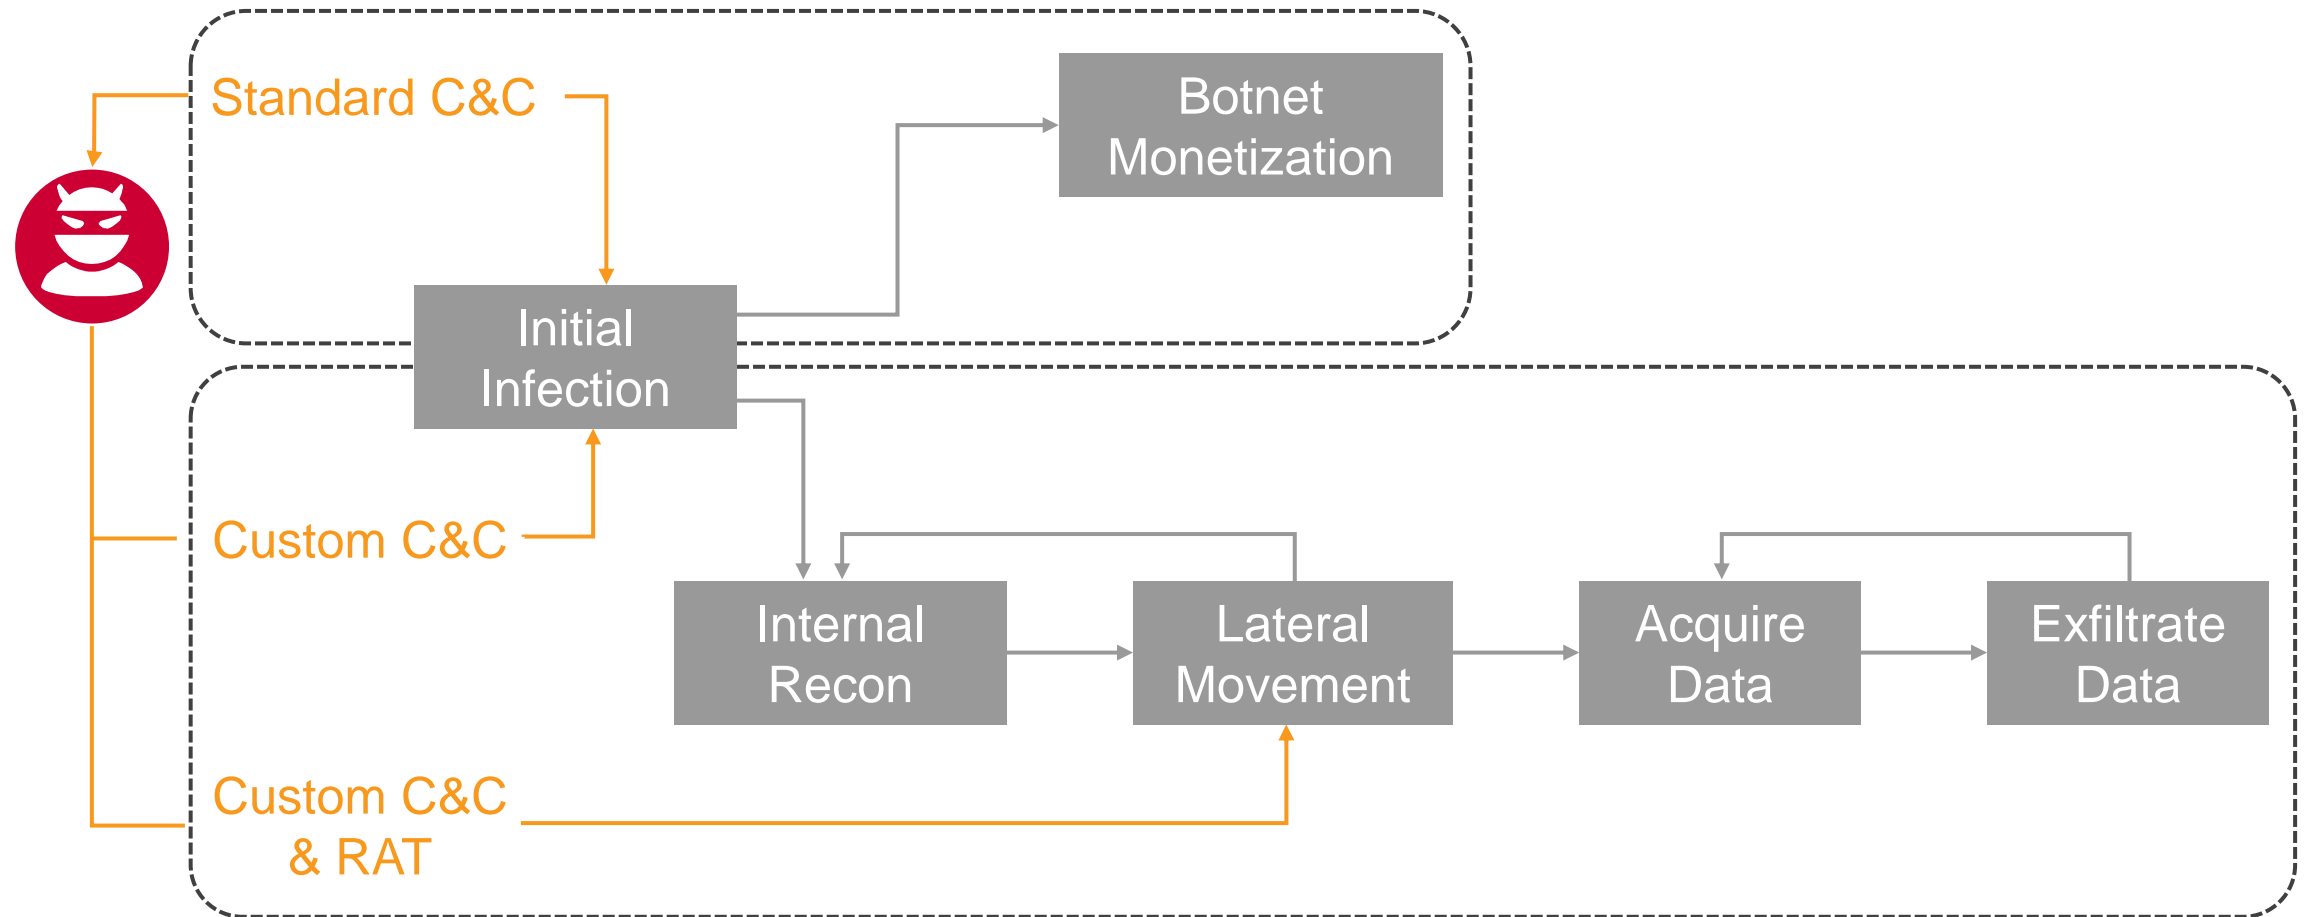 Standard C&C
Botnet
Monetization
Initial
Infection
Custom C&C
Internal
Recon
Lateral
Movement
Acquire
Data
Exfiltrate
Data
Custom C&C
& RAT